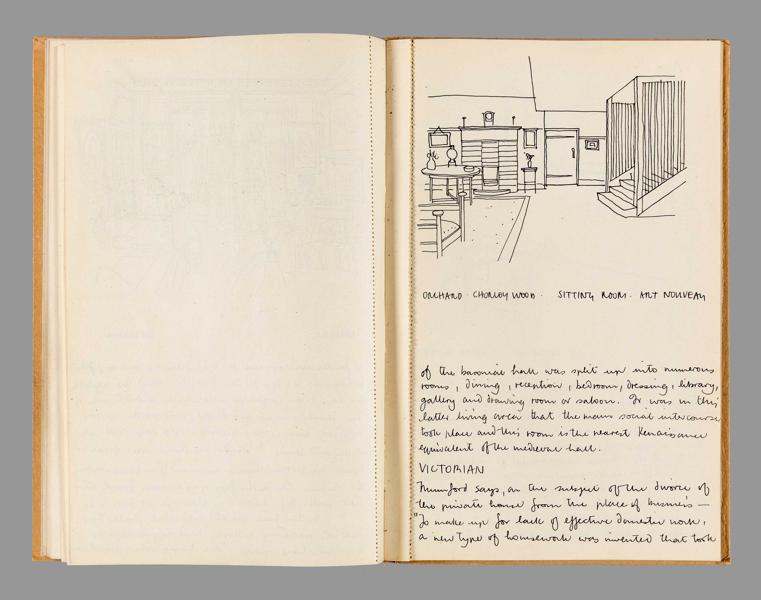 ORCHARD · CHORLEY WOOD · SITTING ROOM · ART NOUVEAU
of the baronial hall was split up into numerous
rooms, dining, reception, bedroom, dressing, library,
gallery and drawing room or saloon. It was in this
latter living area that the main social intercourse
took place and this room is the nearest Renaisance
equivalent of the medieval hall.
VICTORIAN
Mumford says, on the subject of the divorce of
the private house from the place of business —
"To make up for lack of effective domestic work,
a new type of housework was invented that took